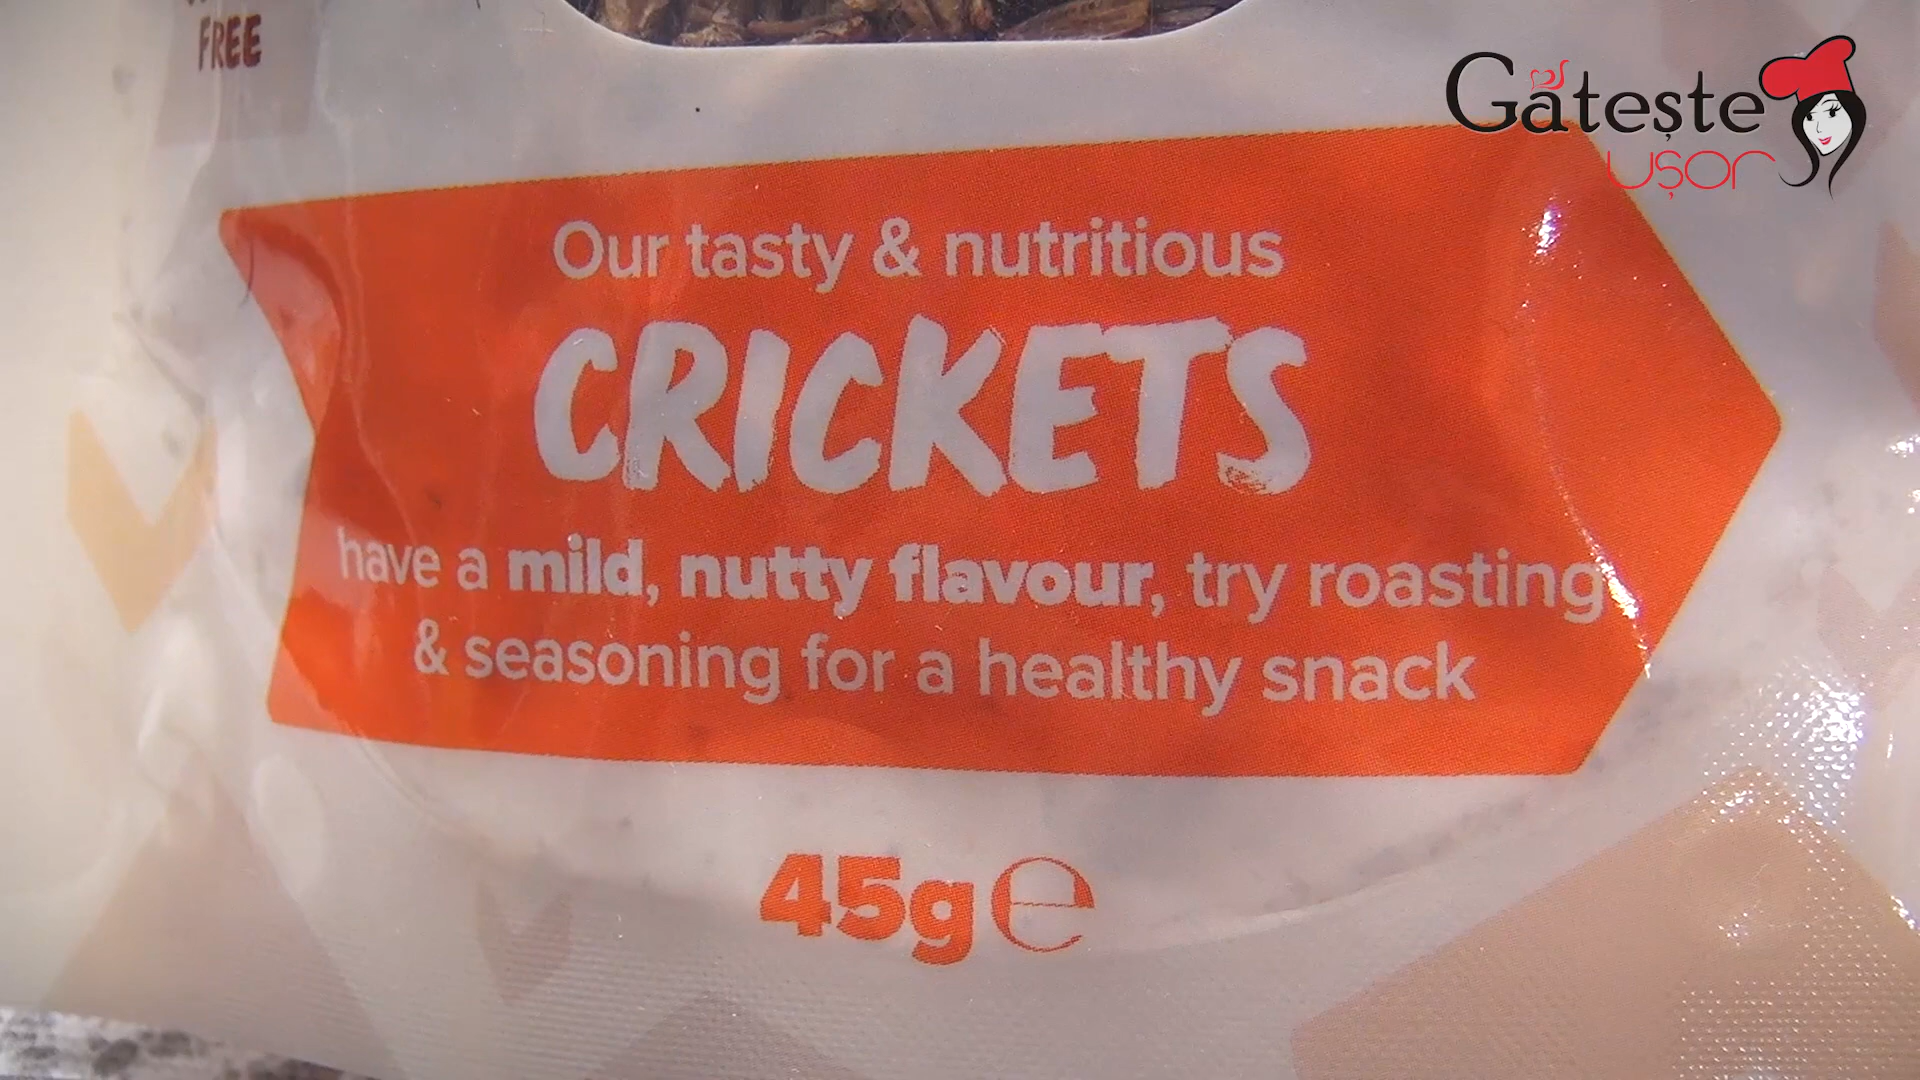 FREE
Gătește
ușor
Our tasty & nutritious
CRICKETS
have a mild, nutty flavour, try roasting
& seasoning for a healthy snack
45g e